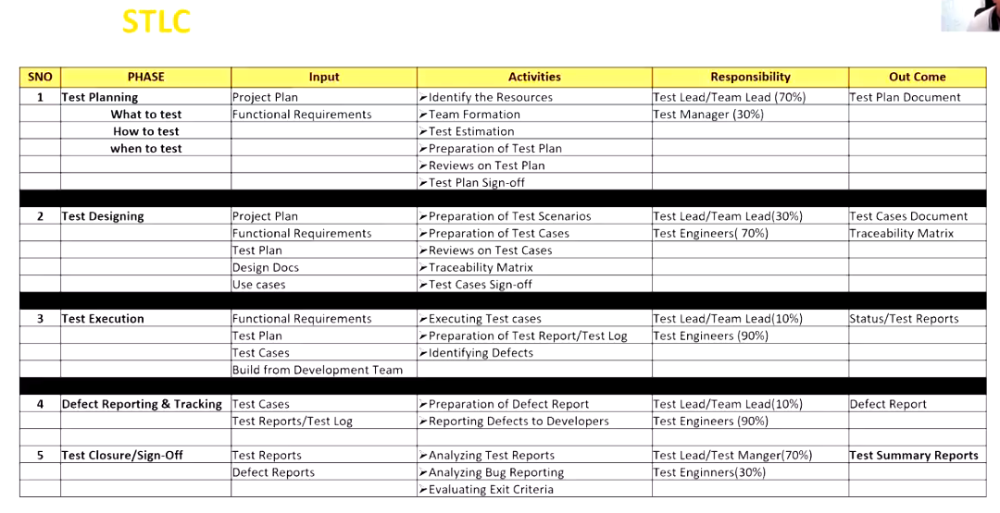 STLC
SNO PHASE Input Activities Responsibility Out Come
1 Test Planning Project Plan ➢Identify the Resources Test Lead/Team Lead (70%) Test Plan Document
What to test Functional Requirements ➢Team Formation Test Manager (30%)
How to test ➢Test Estimation
when to test ➢Preparation of Test Plan
➢Reviews on Test Plan
➢Test Plan Sign-off
2 Test Designing Project Plan ➢Preparation of Test Scenarios Test Lead/Team Lead(30%) Test Cases Document
Functional Requirements ➢Preparation of Test Cases Test Engineers( 70%) Traceability Matrix
Test Plan ➢Reviews on Test Cases
Design Docs ➢Traceability Matrix
Use cases ➢Test Cases Sign-off
3 Test Execution Functional Requirements ➢Executing Test cases Test Lead/Team Lead(10%) Status/Test Reports
Test Plan ➢Preparation of Test Report/Test Log Test Engineers (90%)
Test Cases ➢Identifying Defects
Build from Development Team
4 Defect Reporting & Tracking Test Cases ➢Preparation of Defect Report Test Lead/Team Lead(10%) Defect Report
Test Reports/Test Log ➢Reporting Defects to Developers Test Engineers (90%)
5 Test Closure/Sign-Off Test Reports ➢Analyzing Test Reports Test Lead/Test Manger(70%) Test Summary Reports
Defect Reports ➢Analyzing Bug Reporting Test Enginners(30%)
➢Evaluating Exit Criteria